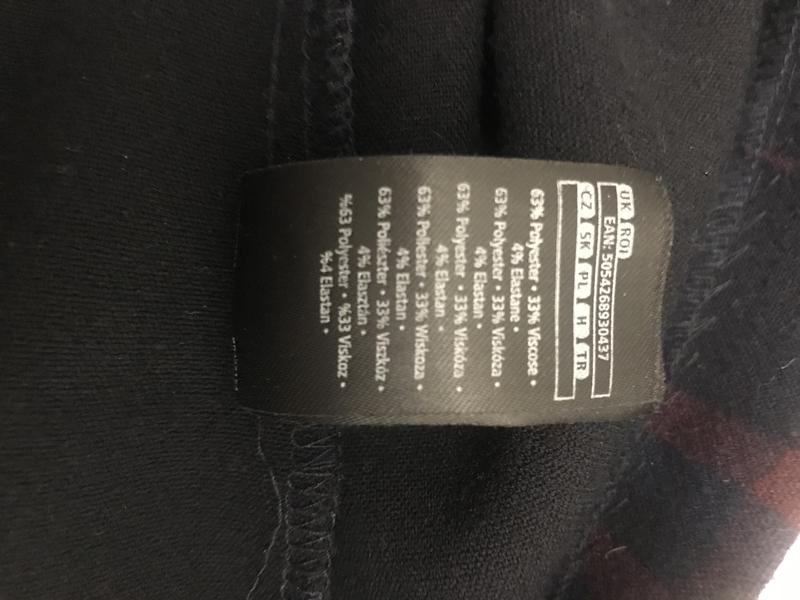 UK ROI
EAN: 5054268930437
CZ SK PL H TR
63% Polyester • 33% Viscose •
4% Elastane •
63% Polyester • 33% Viskóza •
4% Elastan •
63% Polyester • 33% Viskóza •
4% Elastan •
63% Poliester • 33% Wiskoza •
4% Elastan •
63% Poliészter • 33% Viszkóz •
4% Elasztán •
%63 Polyester • %33 Viskoz •
%4 Elastan •